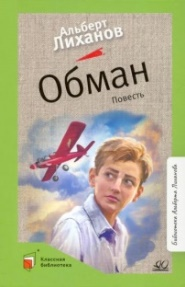 Альберт
Лиханов
Обман
Повесть
Классная
библиотека
Библиотека Альберта Лиханова